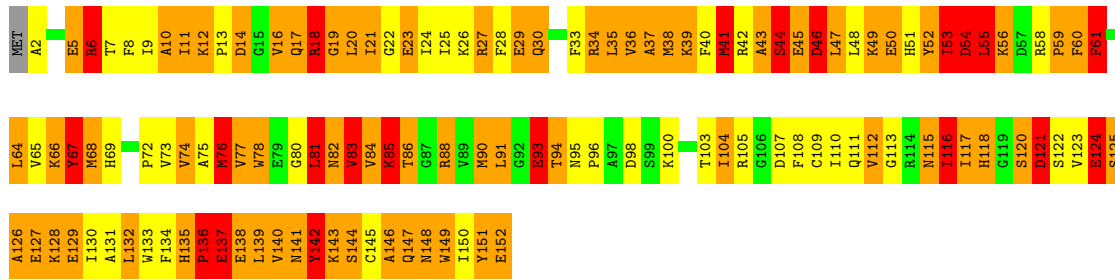 MET A2 E5 R6 T7 F8 I9 A10 I11 K12 P13 D14 G15 V16 Q17 R18 G19 L20 I21 G22 E23 I24 I25 K26 R27 F28 E29 Q30 F33 R34 L35 V36 A37 M38 K39 F40 M41 R42 A43 S44 E45 D46 L47 L48 K49 E50 H51 Y52 I53 D54 L55 K56 D57 R58 P59 F60 F61
L64 V65 K66 Y67 M68 H69 P72 V73 V74 A75 M76 V77 W78 E79 G80 L81 N82 V83 V84 K85 T86 G87 R88 V89 M90 L91 G92 E93 T94 N95 P96 A97 D98 S99 K100 T103 I104 R105 G106 D107 F108 C109 I110 Q111 V112 G113 R114 N115 I116 I117 H118 G119 S120 D121 S122 V123 E124 S125
A126 E127 K128 E129 I130 A131 L132 W133 F134 H135 P136 E137 E138 L139 V140 N141 Y142 K143 S144 C145 A146 Q147 N148 W149 I150 Y151 E152